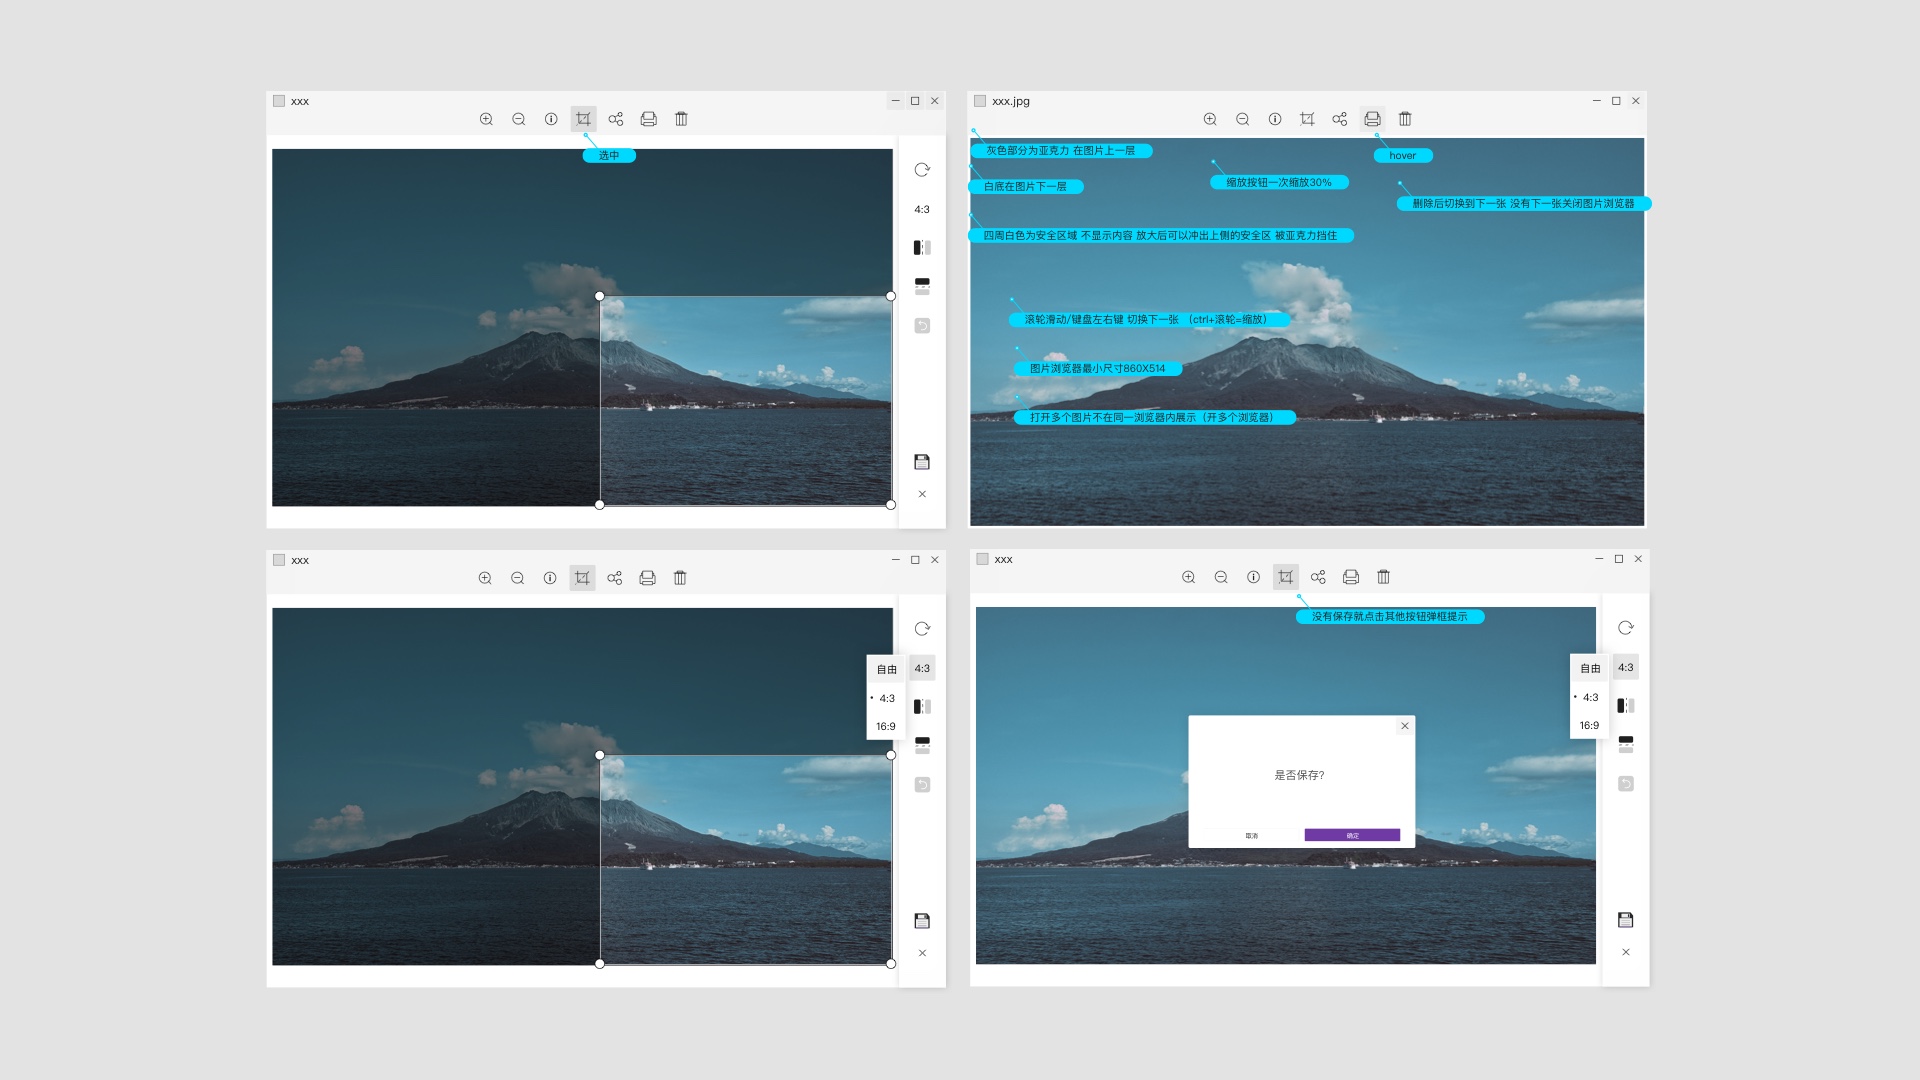 xxx
选中
4:3
xxx.jpg
灰色部分为亚克力 在图片上一层
hover
白底在图片下一层
缩放按钮一次缩放30%
删除后切换到下一张 没有下一张关闭图片浏览器
四周白色为安全区域 不显示内容 放大后可以冲出上侧的安全区 被亚克力挡住
滚轮滑动/键盘左右键 切换下一张 （ctrl+滚轮=缩放）
图片浏览器最小尺寸860X514
打开多个图片不在同一浏览器内展示（开多个浏览器）
xxx
自由
4:3
4:3
16:9
xxx
没有保存就点击其他按钮弹框提示
自由
4:3
4:3
16:9
是否保存?
取消
确定